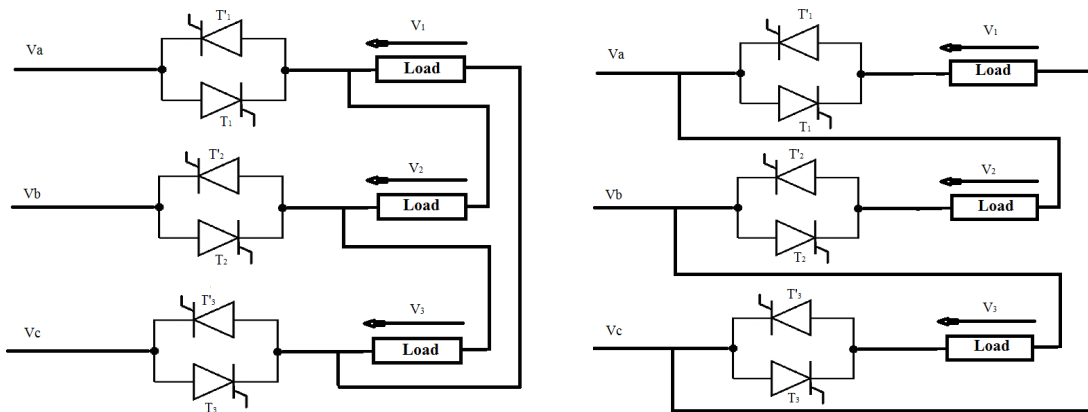 T'₁
V₁
Va
Load
T₁
T'₂
V₂
Vb
Load
T₂
T'₃
V₃
Vc
Load
T₃
T'₁
V₁
Va
Load
T₁
T'₂
V₂
Vb
Load
T₂
T'₃
V₃
Vc
Load
T₃